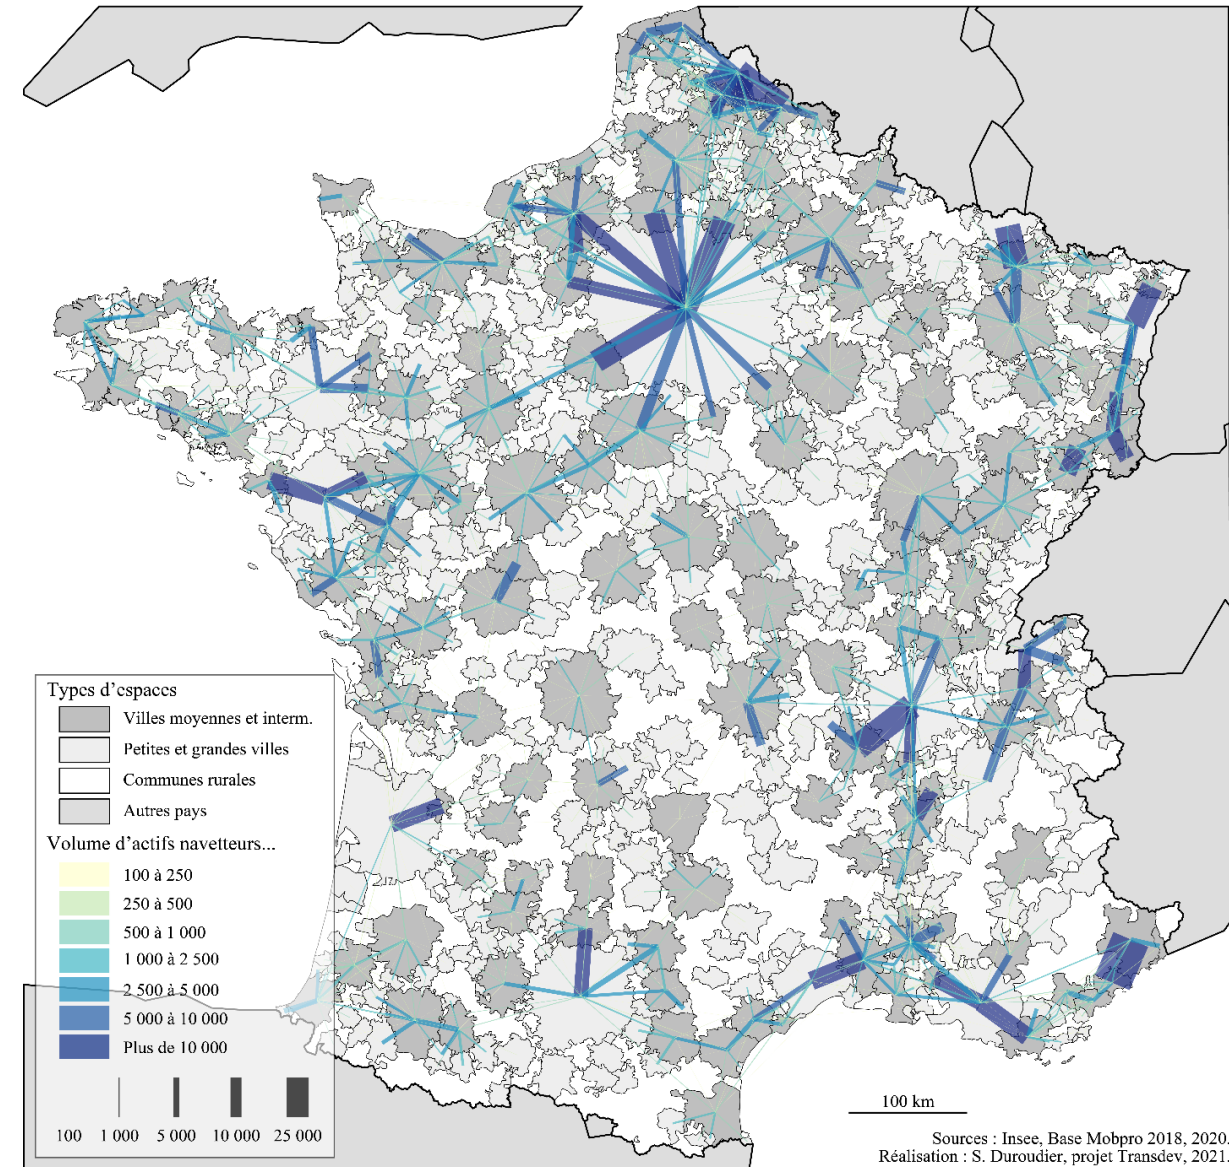 Types d'espaces
Villes moyennes et interm.
Petites et grandes villes
Communes rurales
Autres pays
Volume d'actifs navetteurs...
100 à 250
250 à 500
500 à 1 000
1 000 à 2 500
2 500 à 5 000
5 000 à 10 000
Plus de 10 000
100 1 000 5 000 10 000 25 000
100 km
Sources : Insee, Base Mobpro 2018, 2020.
Réalisation : S. Duroudier, projet Transdev, 2021.